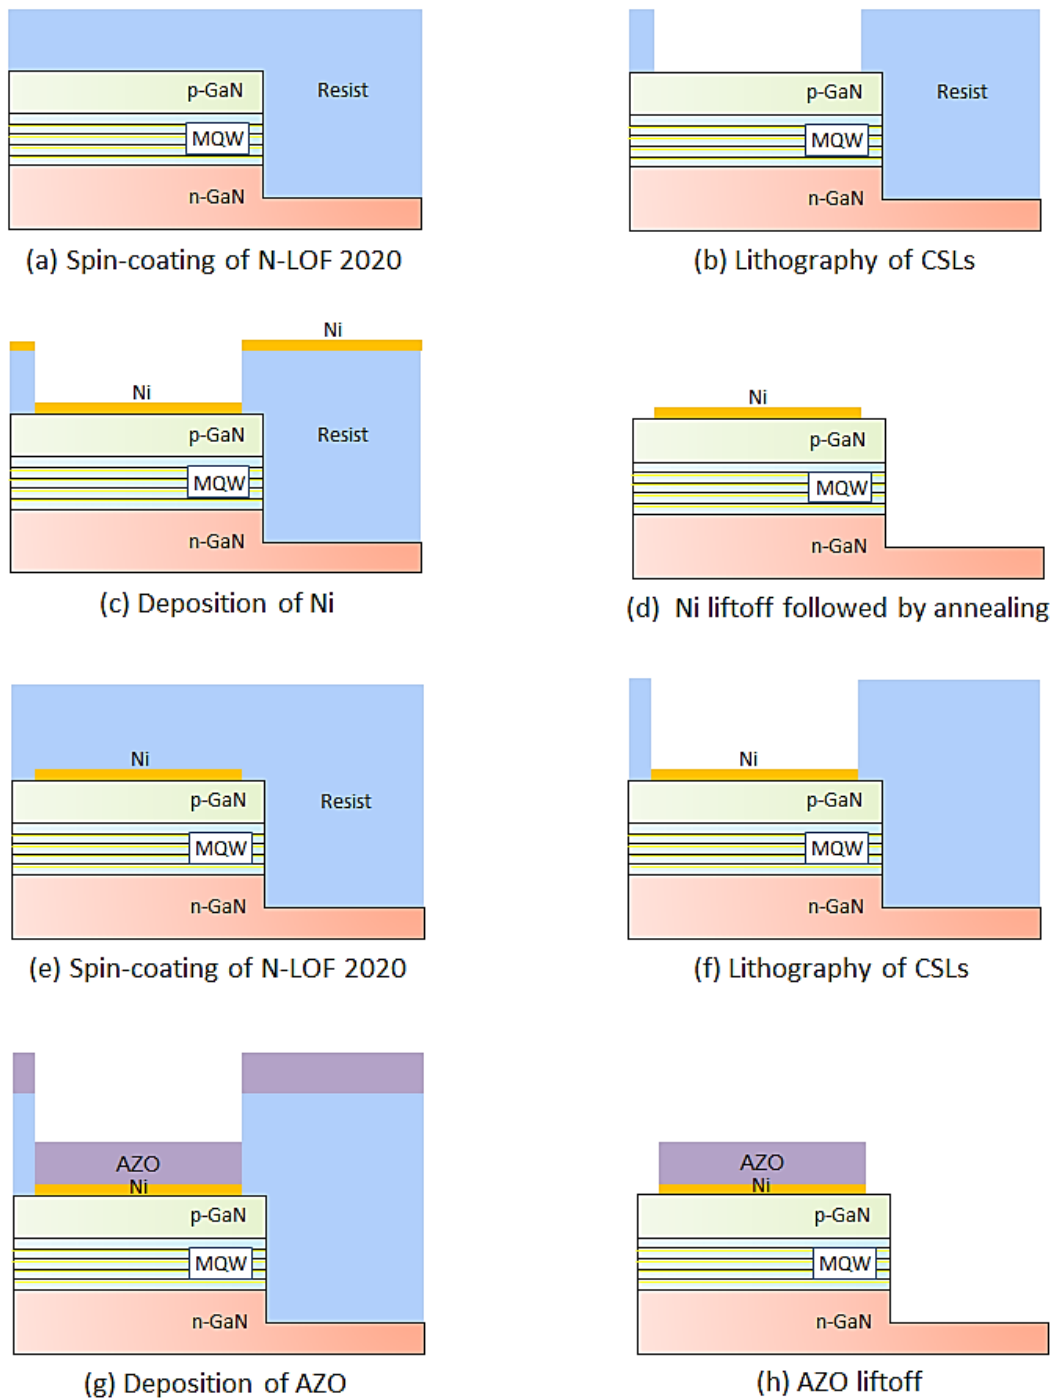 p-GaN
Resist
MQW
n-GaN
(a) Spin-coating of N-LOF 2020
p-GaN
Resist
MQW
n-GaN
(b) Lithography of CSLs
Ni
Ni
p-GaN
Resist
MQW
n-GaN
(c) Deposition of Ni
Ni
p-GaN
MQW
n-GaN
(d) Ni liftoff followed by annealing
Ni
p-GaN
Resist
MQW
n-GaN
(e) Spin-coating of N-LOF 2020
Ni
p-GaN
MQW
n-GaN
(f) Lithography of CSLs
AZO
Ni
p-GaN
MQW
n-GaN
(g) Deposition of AZO
AZO
Ni
p-GaN
MQW
n-GaN
(h) AZO liftoff